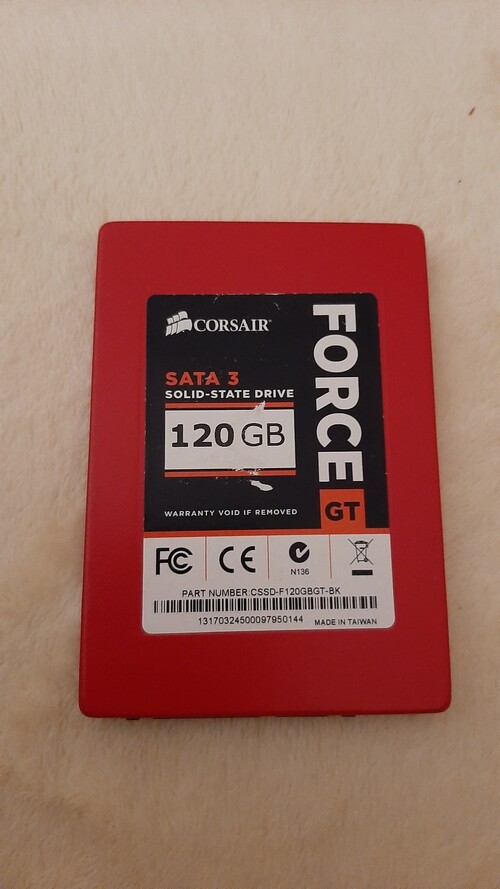 CORSAIR
SATA 3
SOLID-STATE DRIVE
120 GB
WARRANTY VOID IF REMOVED
FORCE
GT
FC CE
N136
PART NUMBER:CSSD-F120GBGT-BK
13170324500097950144 MADE IN TAIWAN